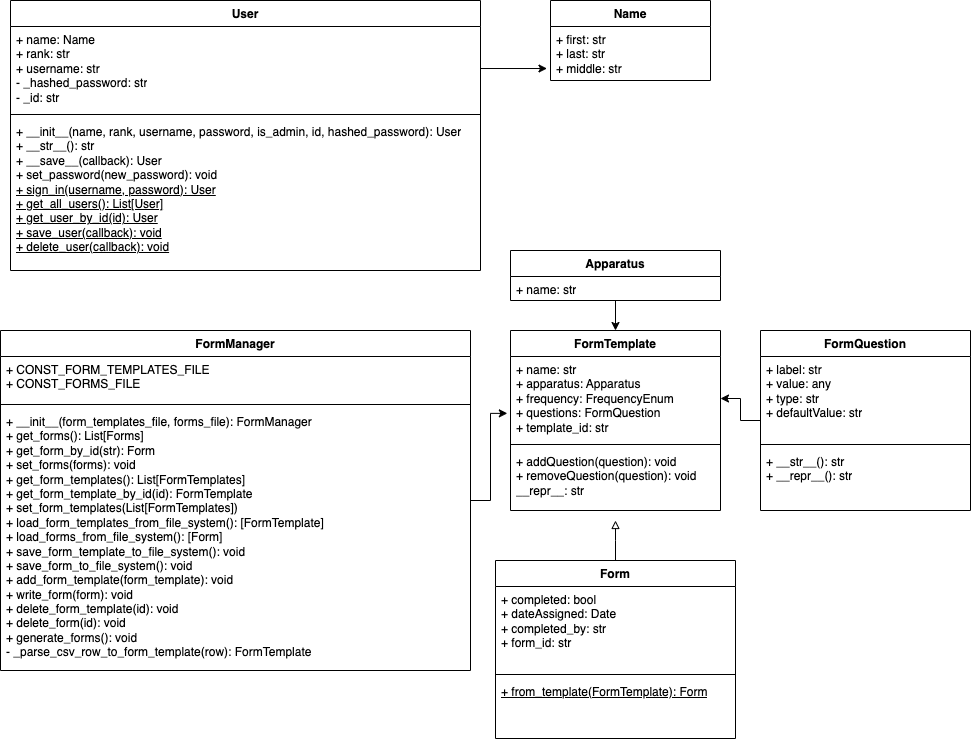 User
+ name: Name
+ rank: str
+ username: str
- _hashed_password: str
- _id: str
+ __init__(name, rank, username, password, is_admin, id, hashed_password): User
+ __str__(): str
+ __save__(callback): User
+ set_password(new_password): void
+ sign_in(username, password): User
+ get_all_users(): List[User]
+ get_user_by_id(id): User
+ save_user(callback): void
+ delete_user(callback): void
Name
+ first: str
+ last: str
+ middle: str
Apparatus
+ name: str
FormManager
+ CONST_FORM_TEMPLATES_FILE
+ CONST_FORMS_FILE
+ __init__(form_templates_file, forms_file): FormManager
+ get_forms(): List[Forms]
+ get_form_by_id(str): Form
+ set_forms(forms): void
+ get_form_templates(): List[FormTemplates]
+ get_form_template_by_id(id): FormTemplate
+ set_form_templates(List[FormTemplates])
+ load_form_templates_from_file_system(): [FormTemplate]
+ load_forms_from_file_system(): [Form]
+ save_form_template_to_file_system(): void
+ save_form_to_file_system(): void
+ add_form_template(form_template): void
+ write_form(form): void
+ delete_form_template(id): void
+ delete_form(id): void
+ generate_forms(): void
- _parse_csv_row_to_form_template(row): FormTemplate
FormTemplate
+ name: str
+ apparatus: Apparatus
+ frequency: FrequencyEnum
+ questions: FormQuestion
+ template_id: str
+ addQuestion(question): void
+ removeQuestion(question): void
__repr__: str
FormQuestion
+ label: str
+ value: any
+ type: str
+ defaultValue: str
+ __str__(): str
+ __repr__(): str
Form
+ completed: bool
+ dateAssigned: Date
+ completed_by: str
+ form_id: str
+ from_template(FormTemplate): Form